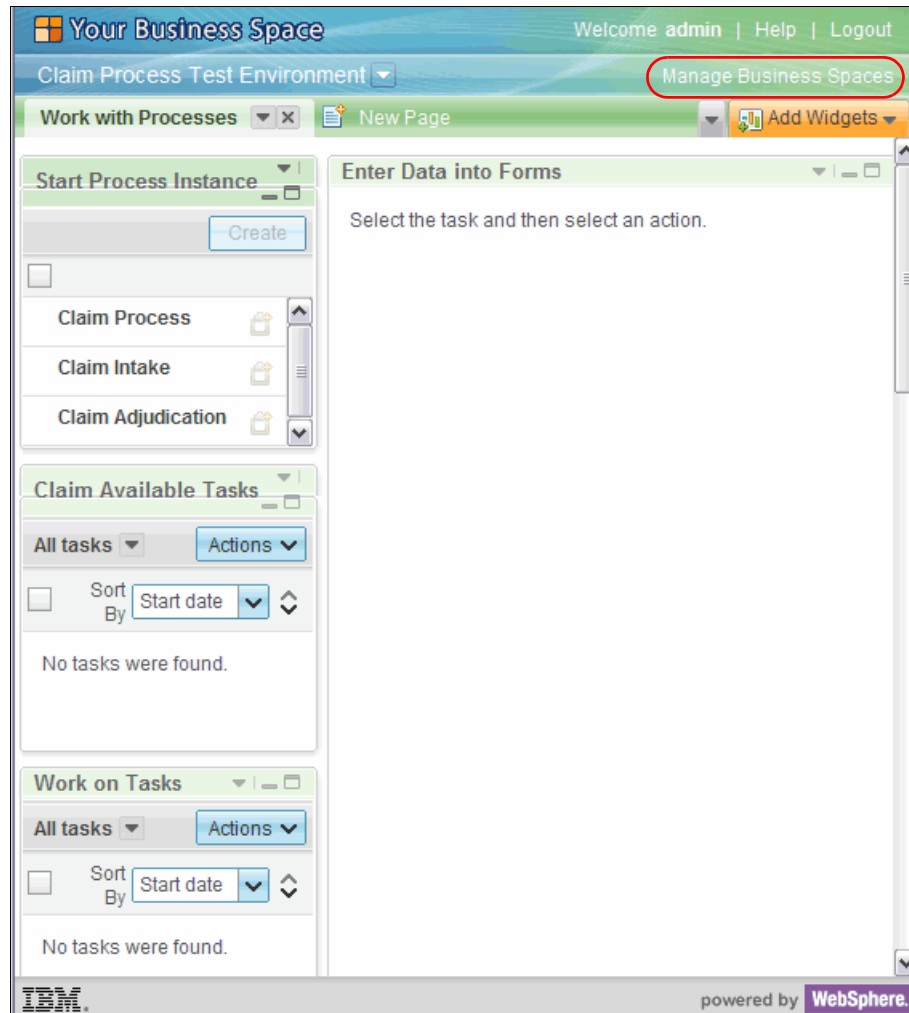 Your Business Space
Welcome admin | Help | Logout
Claim Process Test Environment
Manage Business Spaces
Work with Processes
New Page
Add Widgets
Start Process Instance
Create
Claim Process
Claim Intake
Claim Adjudication
Claim Available Tasks
All tasks
Actions
Sort By
Start date
No tasks were found.
Work on Tasks
All tasks
Actions
Sort By
Start date
No tasks were found.
Enter Data into Forms
Select the task and then select an action.
IBM.
powered by WebSphere.